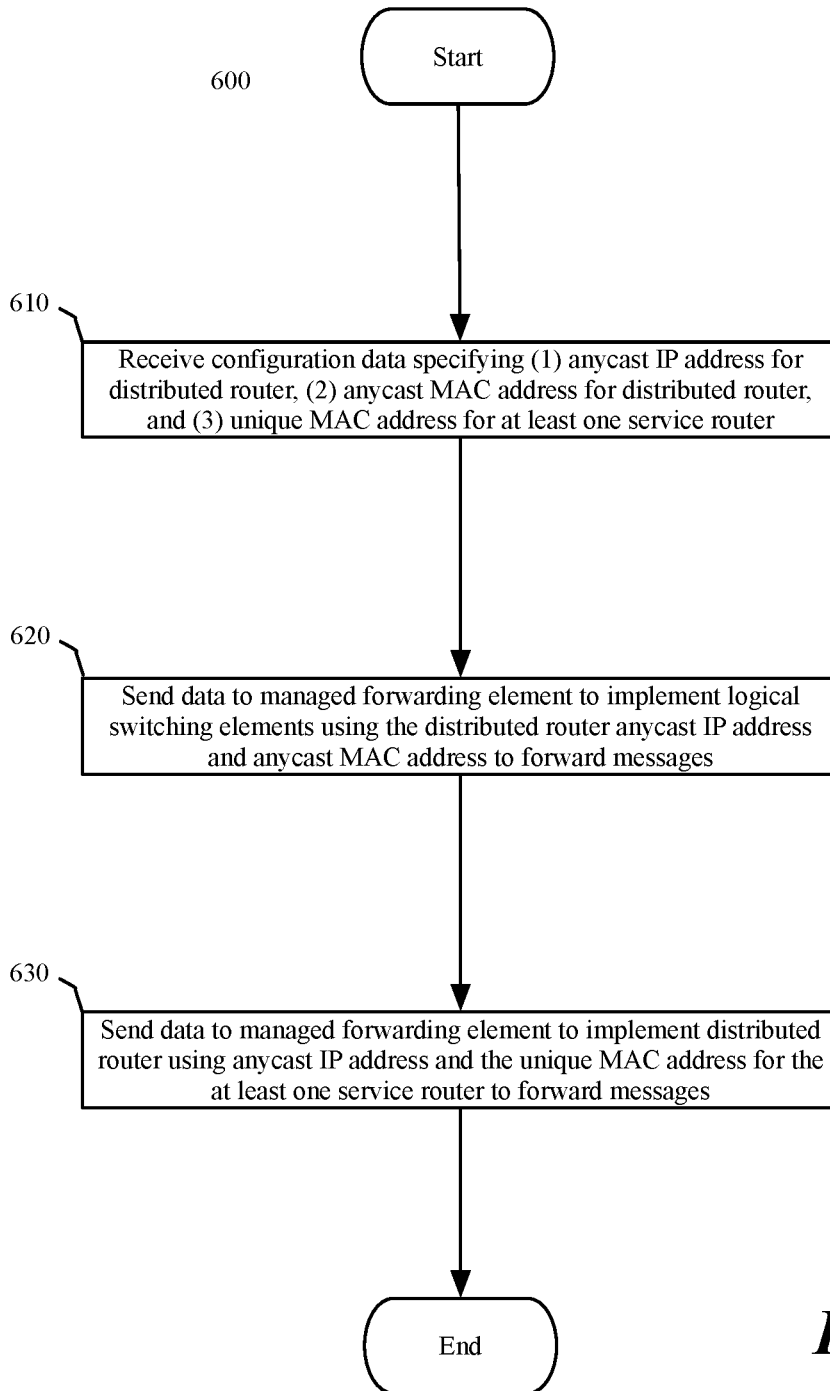 Start
600
610
Receive configuration data specifying (1) anycast IP address for
distributed router, (2) anycast MAC address for distributed router,
and (3) unique MAC address for at least one service router
620
Send data to managed forwarding element to implement logical
switching elements using the distributed router anycast IP address
and anycast MAC address to forward messages
630
Send data to managed forwarding element to implement distributed
router using anycast IP address and the unique MAC address for the
at least one service router to forward messages
End